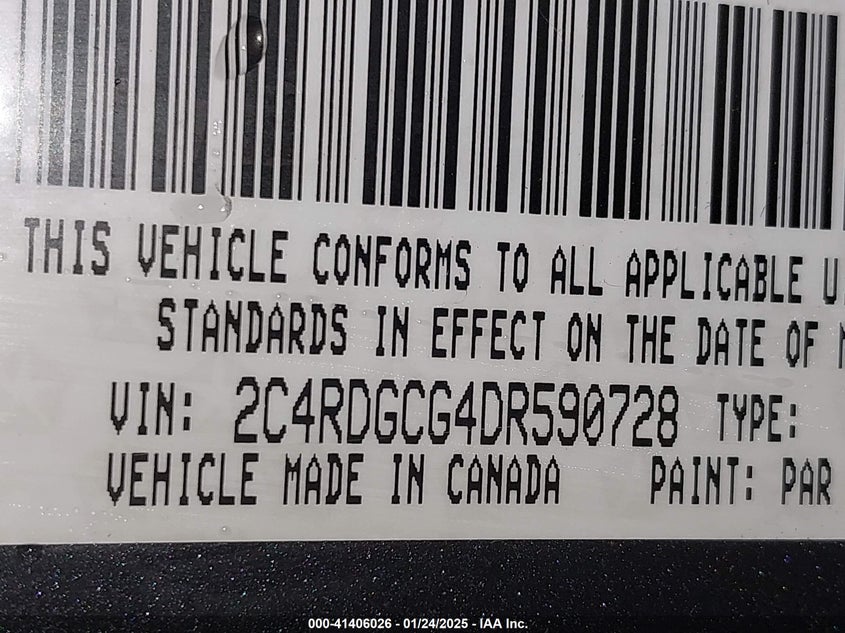 THIS VEHICLE CONFORMS TO ALL APPLICABLE
STANDARDS IN EFFECT ON THE DATE OF
VIN: 2C4RDGCG4DR590728 TYPE:
VEHICLE MADE IN CANADA PAINT: PAR
000-41406026 - 01/24/2025 - IAA Inc.